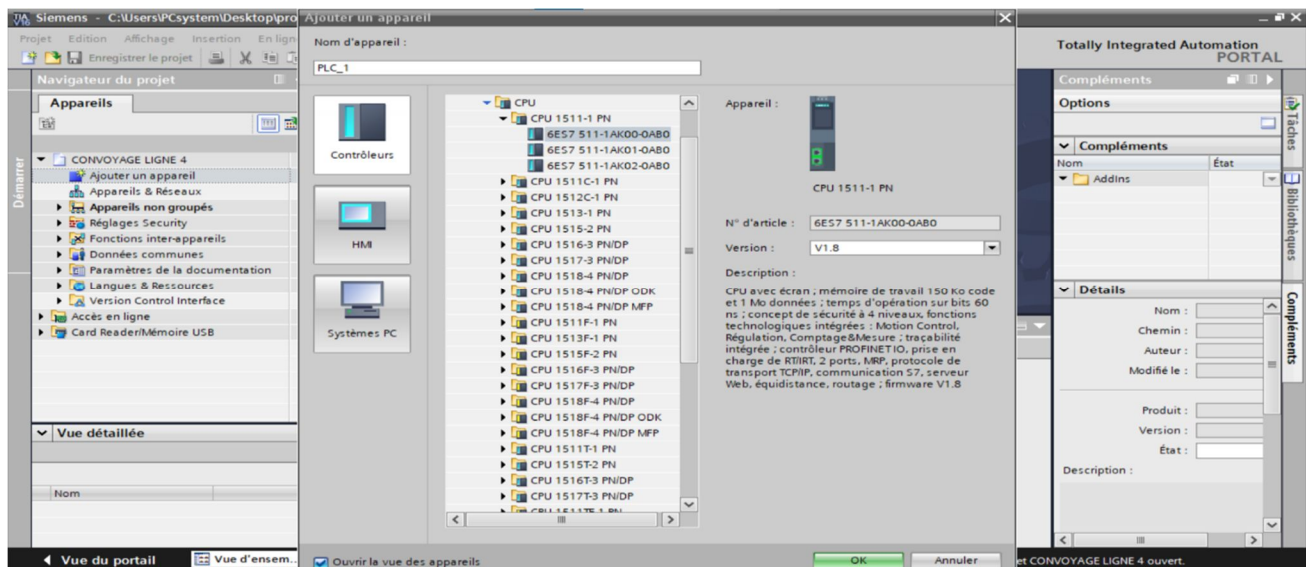 Siemens - C:\Users\PCsystem\Desktop\pro
Projet Edition Affichage Insertion En lign
Enregistrer le projet
Navigateur du projet
Appareils
CONVOYAGE LIGNE 4
Ajouter un appareil
Appareils & Réseaux
Appareils non groupés
Réglages Security
Fonctions inter-appareils
Données communes
Paramètres de la documentation
Langues & Ressources
Version Control Interface
Accès en ligne
Card Reader/Mémoire USB
Démarrer
Vue détaillée
Nom
Vue du portail
Vue d'ensem..
Ajouter un appareil
Nom d'appareil :
PLC_1
Contrôleurs
HMI
Systèmes PC
CPU
CPU 1511-1 PN
6ES7 511-1AK00-0AB0
6ES7 511-1AK01-0AB0
6ES7 511-1AK02-0AB0
CPU 1511C-1 PN
CPU 1512C-1 PN
CPU 1513-1 PN
CPU 1515-2 PN
CPU 1516-3 PN/DP
CPU 1517-3 PN/DP
CPU 1518-4 PN/DP
CPU 1518-4 PN/DP ODK
CPU 1518-4 PN/DP MFP
CPU 1511F-1 PN
CPU 1513F-1 PN
CPU 1515F-2 PN
CPU 1516F-3 PN/DP
CPU 1517F-3 PN/DP
CPU 1518F-4 PN/DP
CPU 1518F-4 PN/DP ODK
CPU 1518F-4 PN/DP MFP
CPU 1511T-1 PN
CPU 1515T-2 PN
CPU 1516T-3 PN/DP
CPU 1517T-3 PN/DP
CPU 1511TF-1 PN
Appareil :
CPU 1511-1 PN
N° d'article :
6ES7 511-1AK00-0AB0
Version :
V1.8
Description :
CPU avec écran ; mémoire de travail 150 Ko code
et 1 Mo données ; temps d'opération sur bits 60
ns ; concept de sécurité à 4 niveaux, fonctions
technologiques intégrées : Motion Control,
Régulation, Comptage&Mesure ; traçabilité
intégrée ; contrôleur PROFINET IO, prise en
charge de RT/IRT, 2 ports, MRP, protocole de
transport TCP/IP, communication S7, serveur
Web, équidistance, routage ; firmware V1.8
Ouvrir la vue des appareils
OK
Annuler
Totally Integrated Automation
PORTAL
Compléments
Options
Compléments
Nom
État
AddIns
Détails
Nom :
Chemin :
Auteur :
Modifié le :
Produit :
Version :
État :
Description :
Tâches
Bibliothèques
Compléments
et CONVOYAGE LIGNE 4 ouvert.